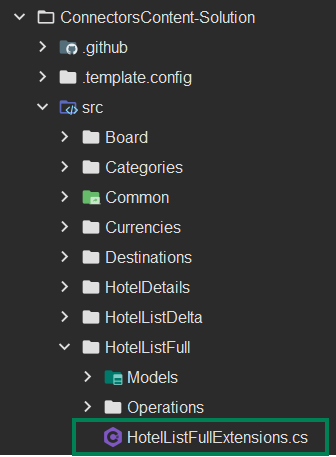 ConnectorsContent-Solution
.github
.template.config
src
Board
Categories
Common
Currencies
Destinations
HotelDetails
HotelListDelta
HotelListFull
Models
Operations
HotelListFullExtensions.cs